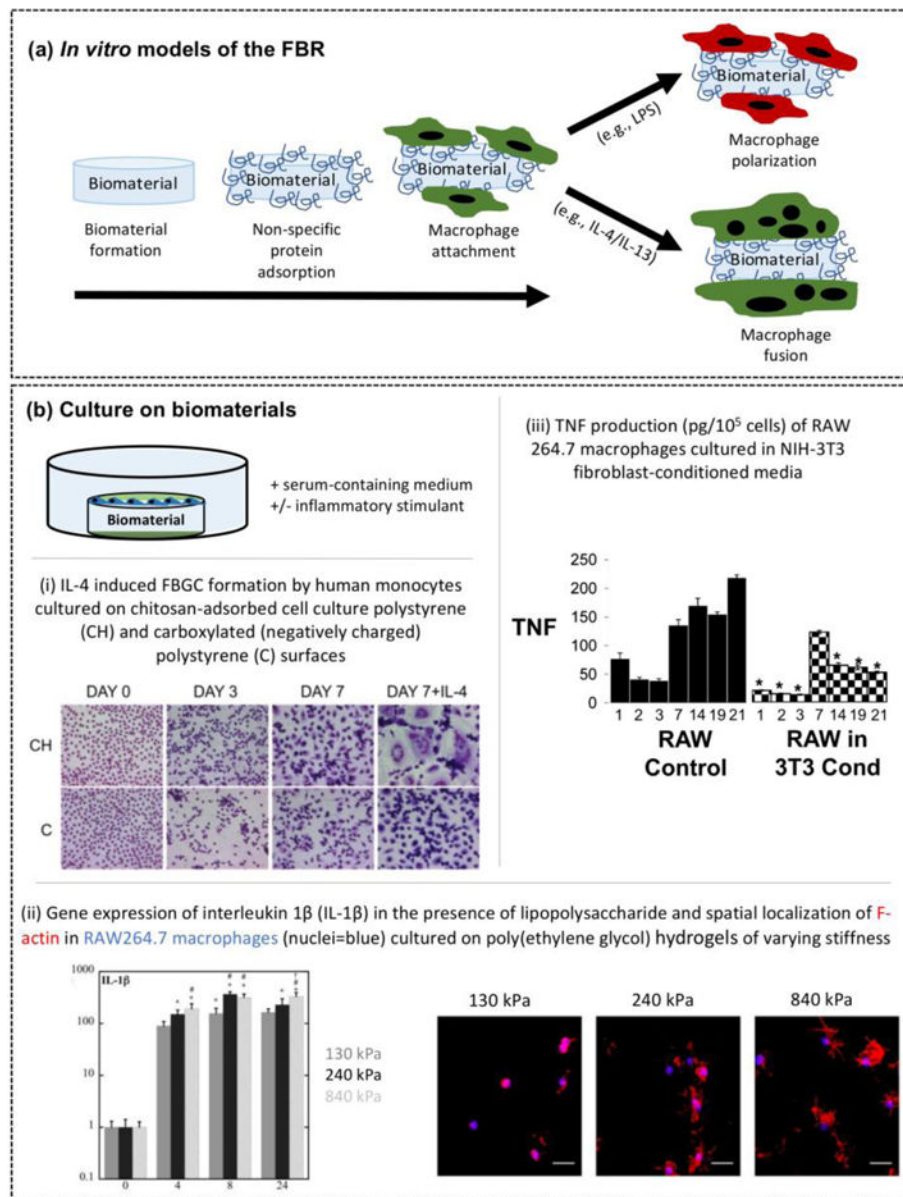 (a) In vitro models of the FBR
Biomaterial
Biomaterial
formation
Biomaterial
Non-specific
protein
adsorption
Biomaterial
Macrophage
attachment
(e.g., LPS)
(e.g., IL-4/IL-13)
Biomaterial
Macrophage
polarization
Biomaterial
Macrophage
fusion
(b) Culture on biomaterials
Biomaterial
+ serum-containing medium
+/- inflammatory stimulant
(i) IL-4 induced FBGC formation by human monocytes
cultured on chitosan-adsorbed cell culture polystyrene
(CH) and carboxylated (negatively charged)
polystyrene (C) surfaces
DAY 0 DAY 3 DAY 7 DAY 7+IL-4
CH
C
(iii) TNF production (pg/10⁵ cells) of RAW
264.7 macrophages cultured in NIH-3T3
fibroblast-conditioned media
TNF
250
200
150
100
50
0
* * * * * *
1 2 3 7 14 19 21 1 2 3 7 14 19 21
RAW
Control
RAW in
3T3 Cond
(ii) Gene expression of interleukin 1β (IL-1β) in the presence of lipopolysaccharide and spatial localization of F-
actin in RAW264.7 macrophages (nuclei=blue) cultured on poly(ethylene glycol) hydrogels of varying stiffness
IL-1β
1000
100
10
1
0.1
0 4 8 24
130 kPa
240 kPa
840 kPa
130 kPa 240 kPa 840 kPa